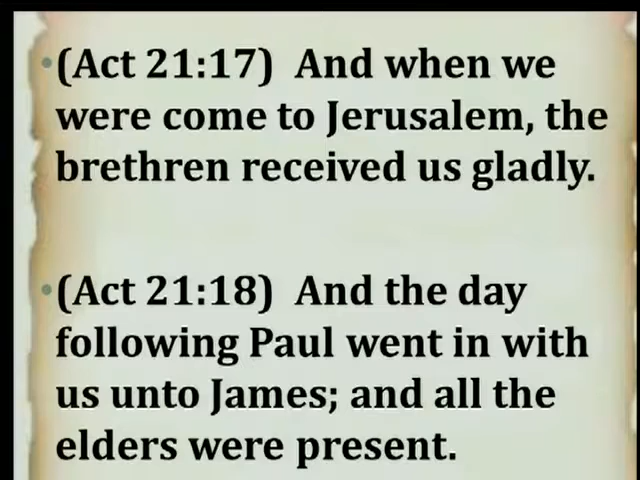 •(Act 21:17)  And when we
were come to Jerusalem, the
brethren received us gladly.
•(Act 21:18)  And the day
following Paul went in with
us unto James; and all the
elders were present.